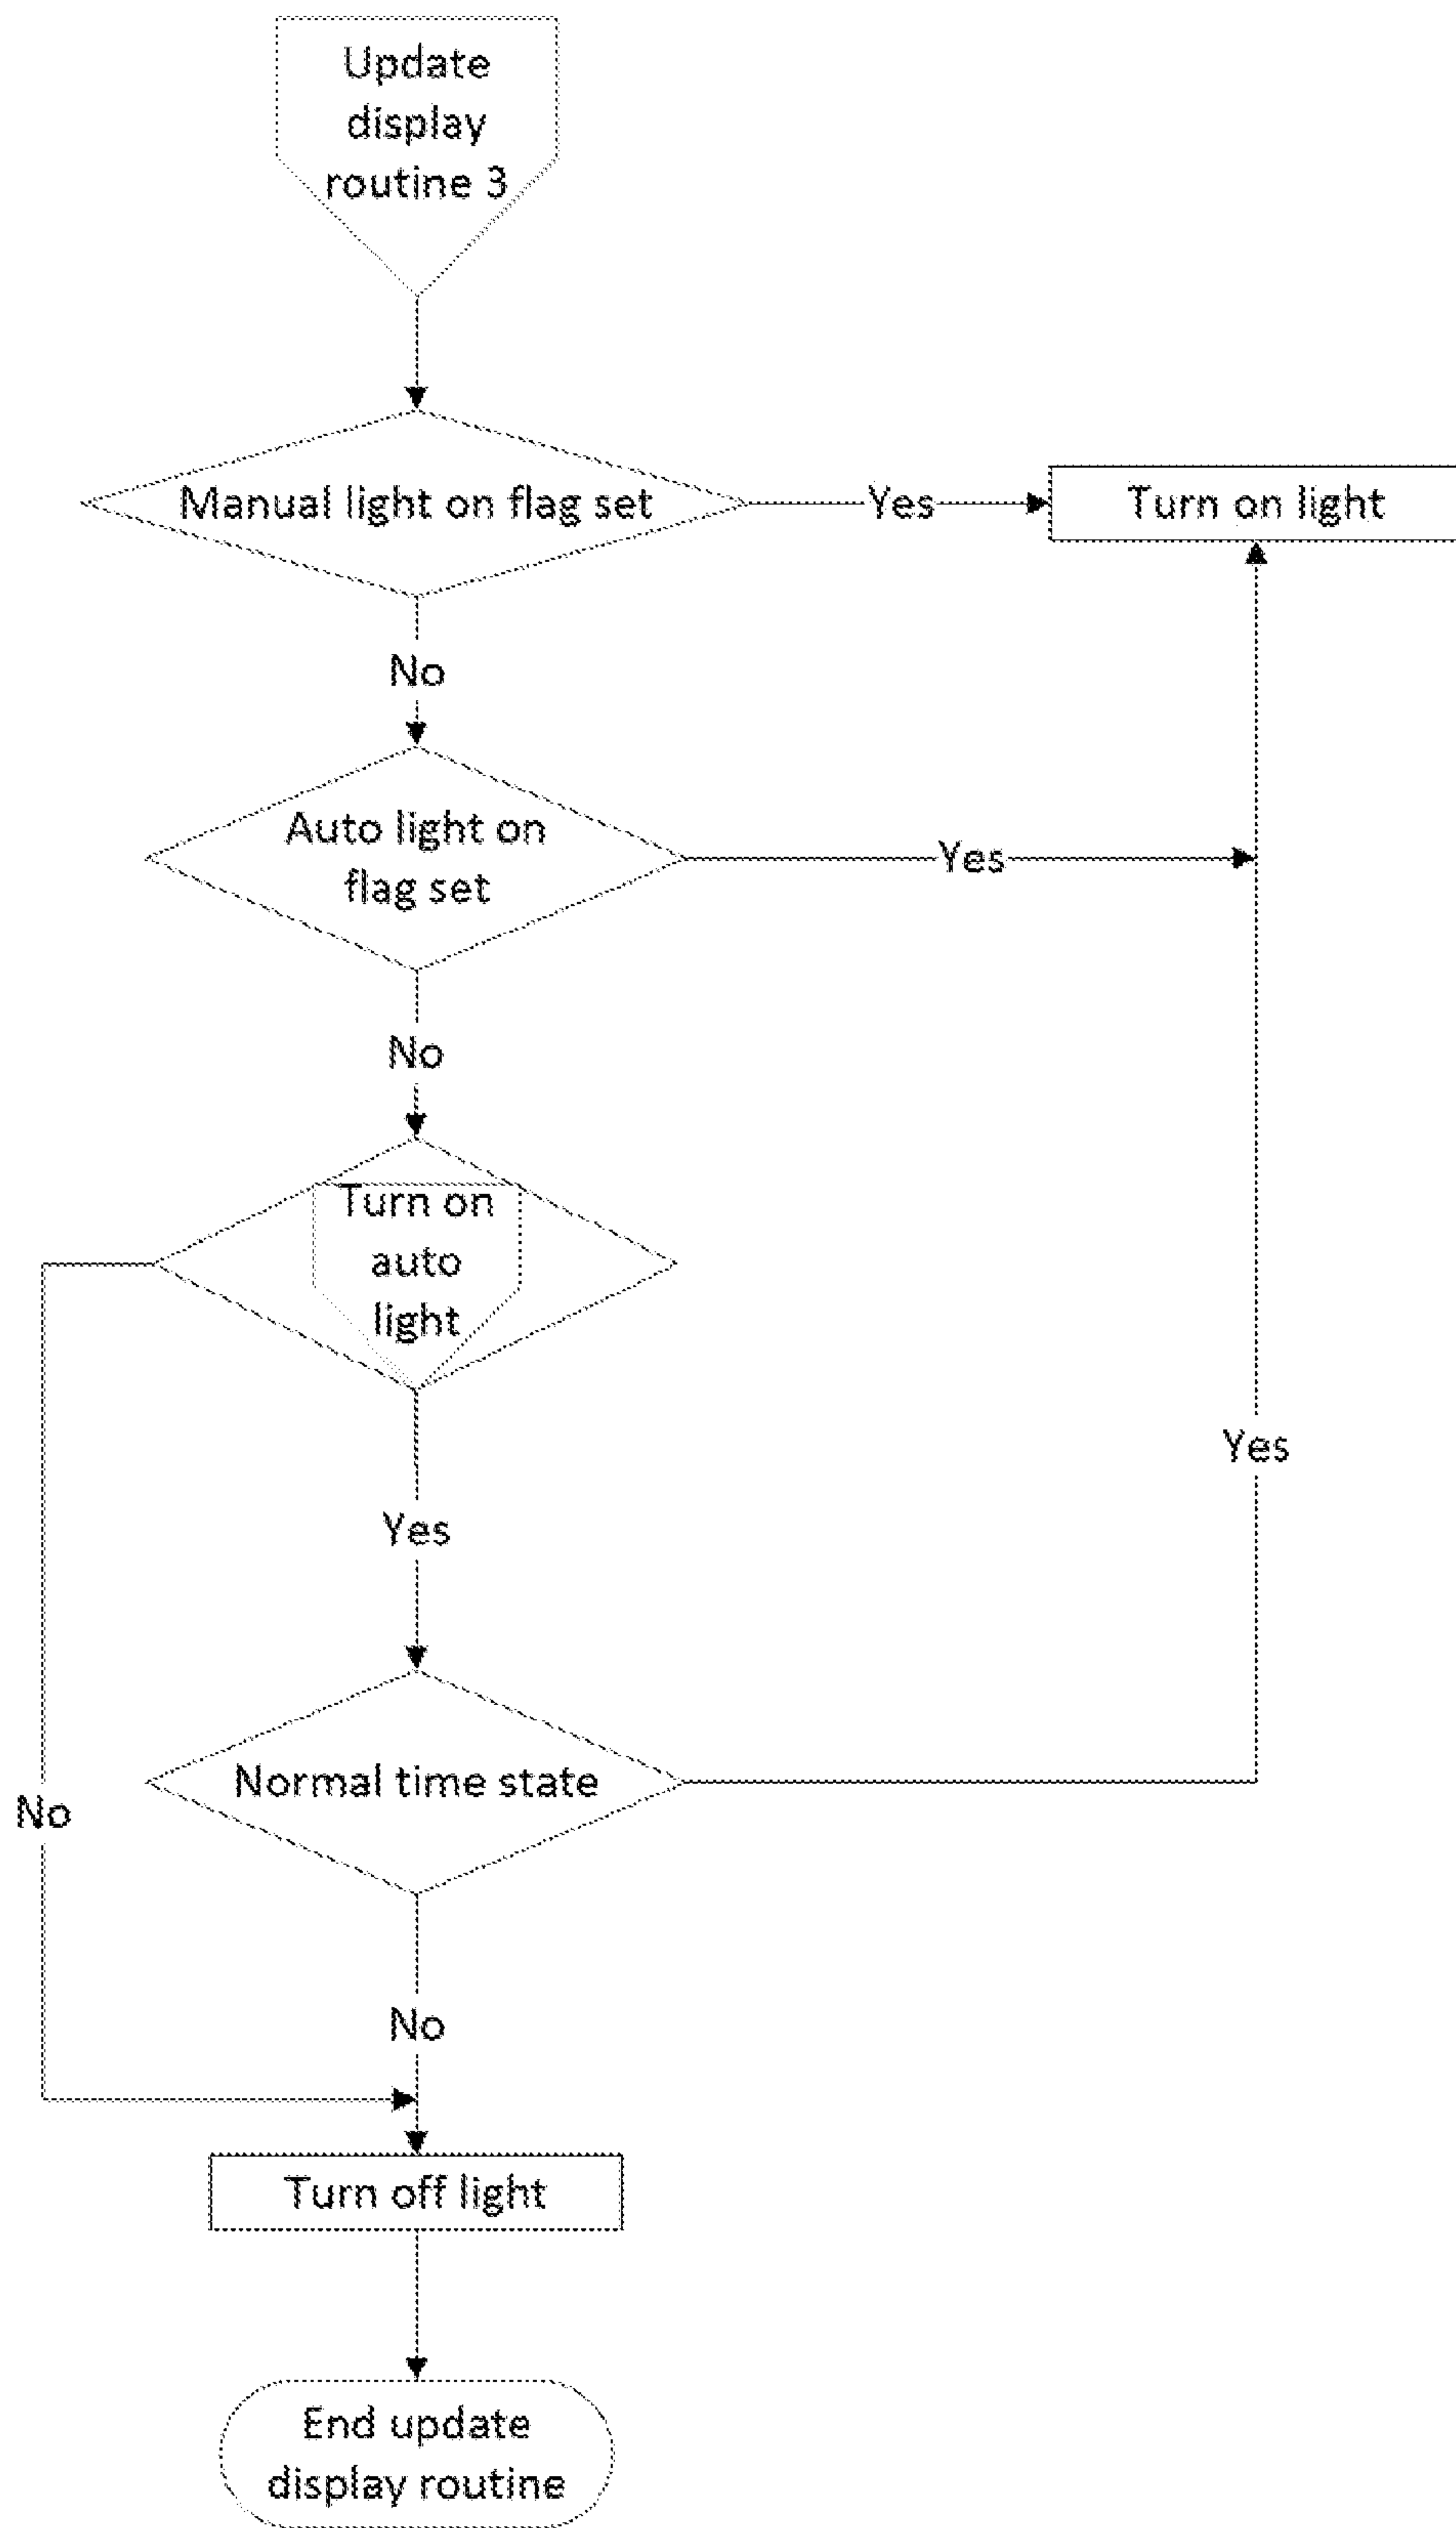 Update
display
routine 3
Manual light on flag set
Yes
Turn on light
No
Auto light on
flag set
Yes
No
Turn on
auto
light
Yes
Yes
Normal time state
No
No
Turn off light
End update
display routine